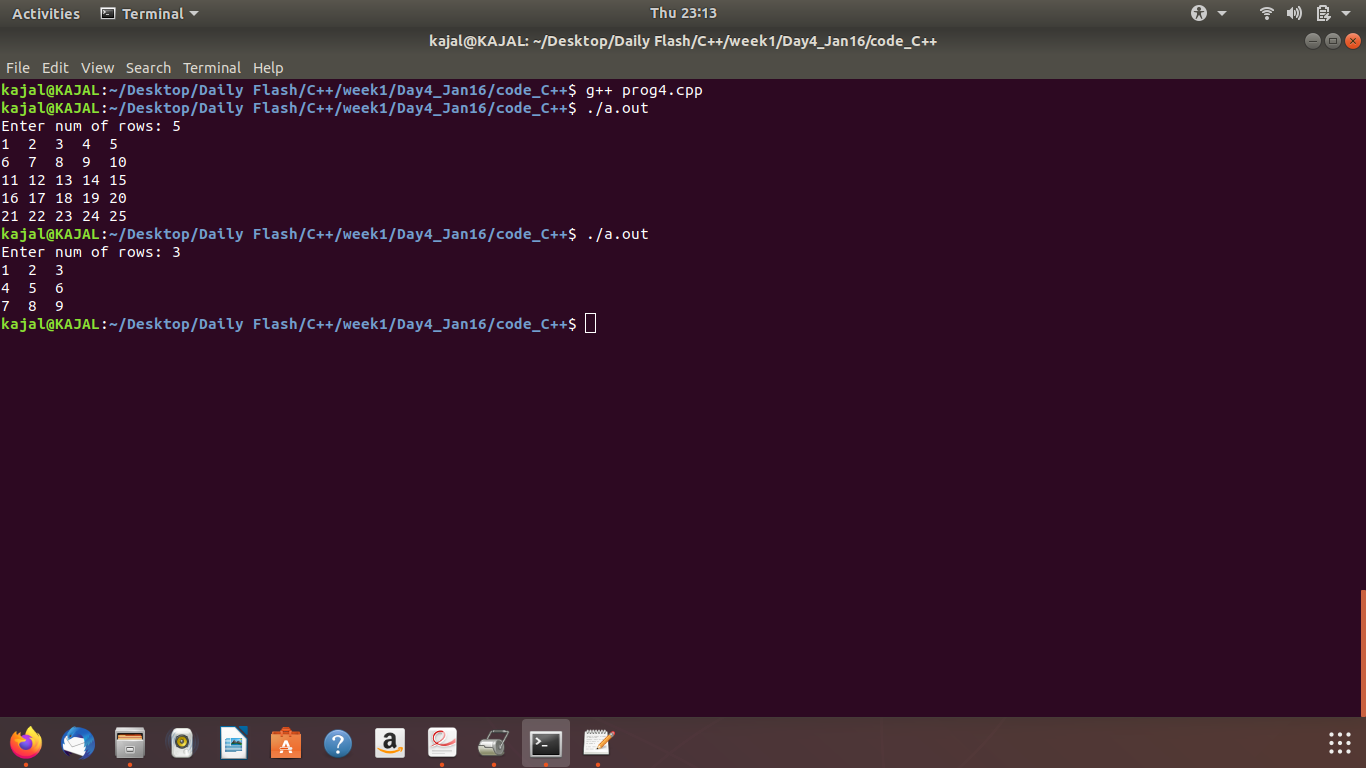 Activities Terminal Thu 23:13
kajal@KAJAL: ~/Desktop/Daily Flash/C++/week1/Day4_Jan16/code_C++
File Edit View Search Terminal Help
kajal@KAJAL:~/Desktop/Daily Flash/C++/week1/Day4_Jan16/code_C++$ g++ prog4.cpp
kajal@KAJAL:~/Desktop/Daily Flash/C++/week1/Day4_Jan16/code_C++$ ./a.out
Enter num of rows: 5
1  2  3  4  5
6  7  8  9  10
11 12 13 14 15
16 17 18 19 20
21 22 23 24 25
kajal@KAJAL:~/Desktop/Daily Flash/C++/week1/Day4_Jan16/code_C++$ ./a.out
Enter num of rows: 3
1  2  3
4  5  6
7  8  9
kajal@KAJAL:~/Desktop/Daily Flash/C++/week1/Day4_Jan16/code_C++$